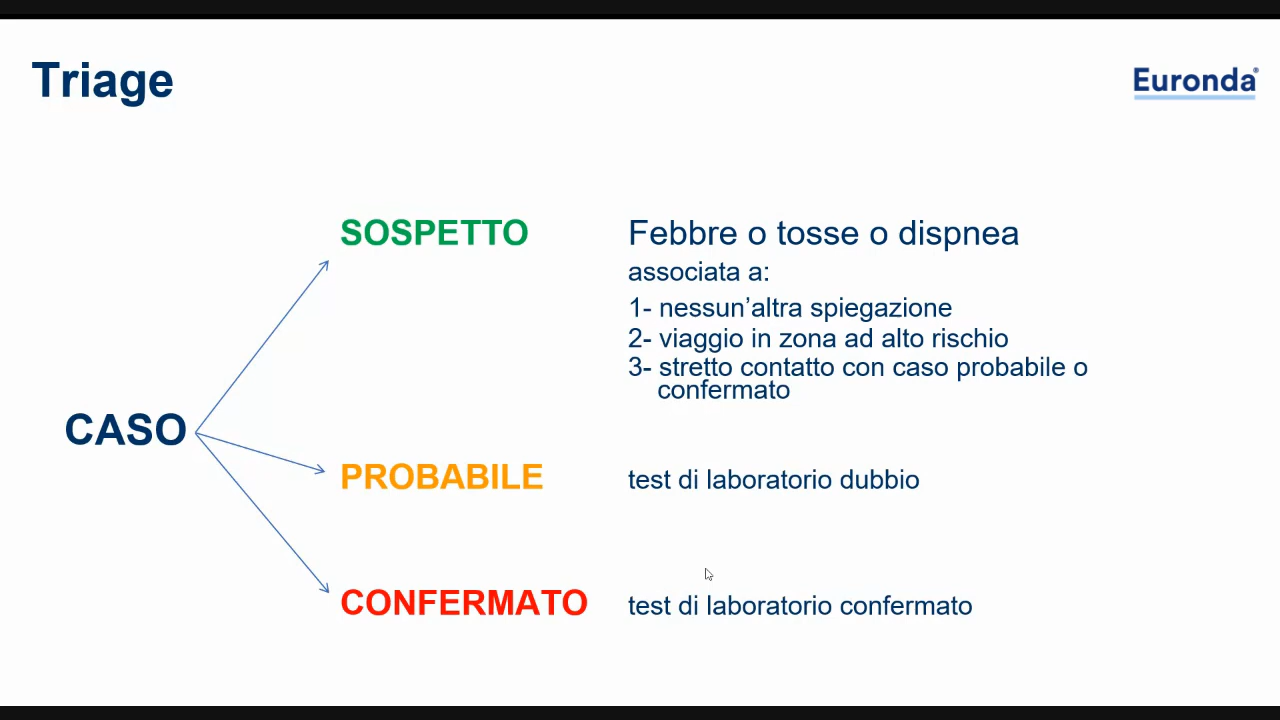 Triage
Euronda®
SOSPETTO
Febbre o tosse o dispnea
associata a:
1- nessun’altra spiegazione
2- viaggio in zona ad alto rischio
3- stretto contatto con caso probabile o
confermato
CASO
PROBABILE
test di laboratorio dubbio
CONFERMATO
test di laboratorio confermato